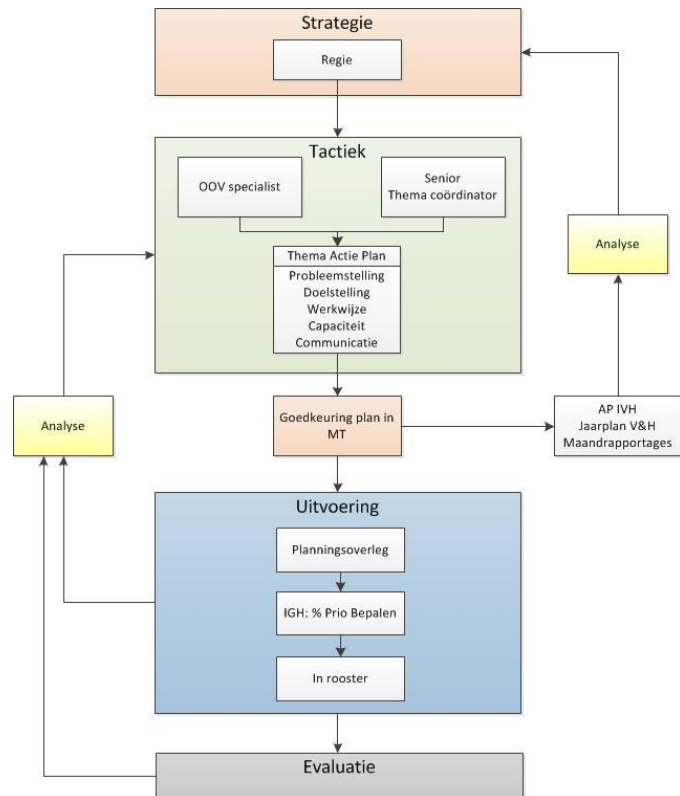 Strategie
Regie
Tactiek
OOV specialist
Senior
Thema coördinator
Thema Actie Plan
Probleemstelling
Doelstelling
Werkwijze
Capaciteit
Communicatie
Analyse
Analyse
Goedkeuring plan in
MT
AP IVH
Jaarplan V&H
Maandrapportages
Uitvoering
Planningsoverleg
IGH: % Prio Bepalen
In rooster
Evaluatie